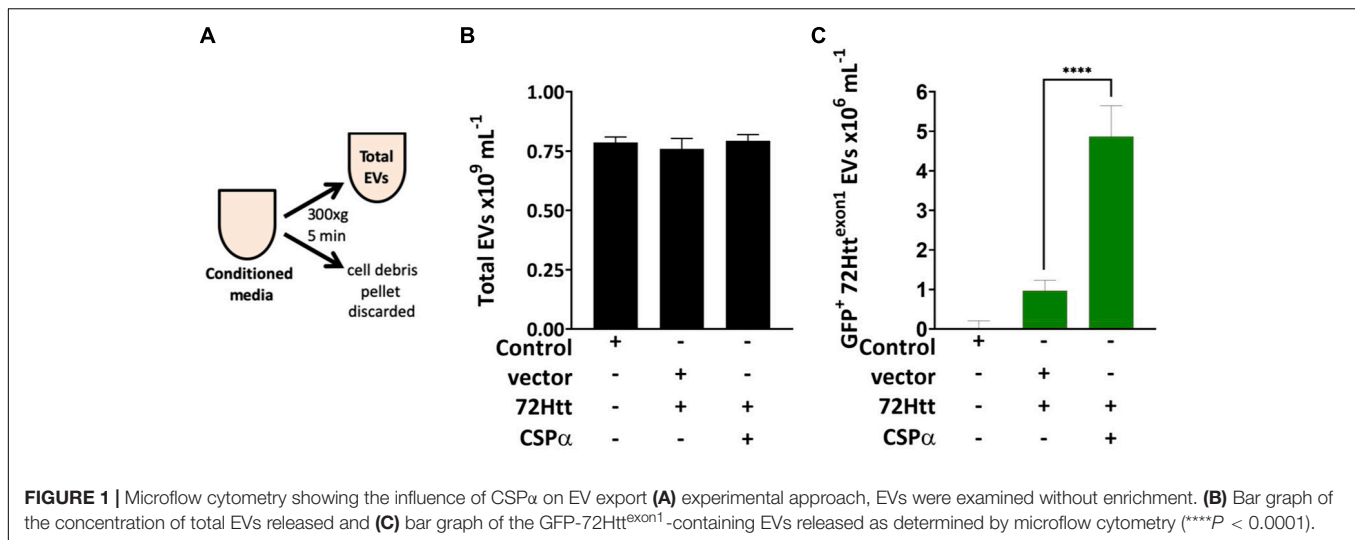 A
Conditioned
media
300xg
5 min
Total
EVs
cell debris
pellet
discarded
B
Total EVs x10⁹ mL⁻¹
1.00
0.75
0.50
0.25
0.00
Control + - -
vector - + -
72Htt - + +
CSPα - - +
C
GFP⁺ 72Htt^exon1 EVs x10⁶ mL⁻¹
****
6
5
4
3
2
1
0
Control + - -
vector - + -
72Htt - + +
CSPα - - +
FIGURE 1 | Microflow cytometry showing the influence of CSPα on EV export (A) experimental approach, EVs were examined without enrichment. (B) Bar graph of
the concentration of total EVs released and (C) bar graph of the GFP-72Htt^exon1-containing EVs released as determined by microflow cytometry (****P < 0.0001).